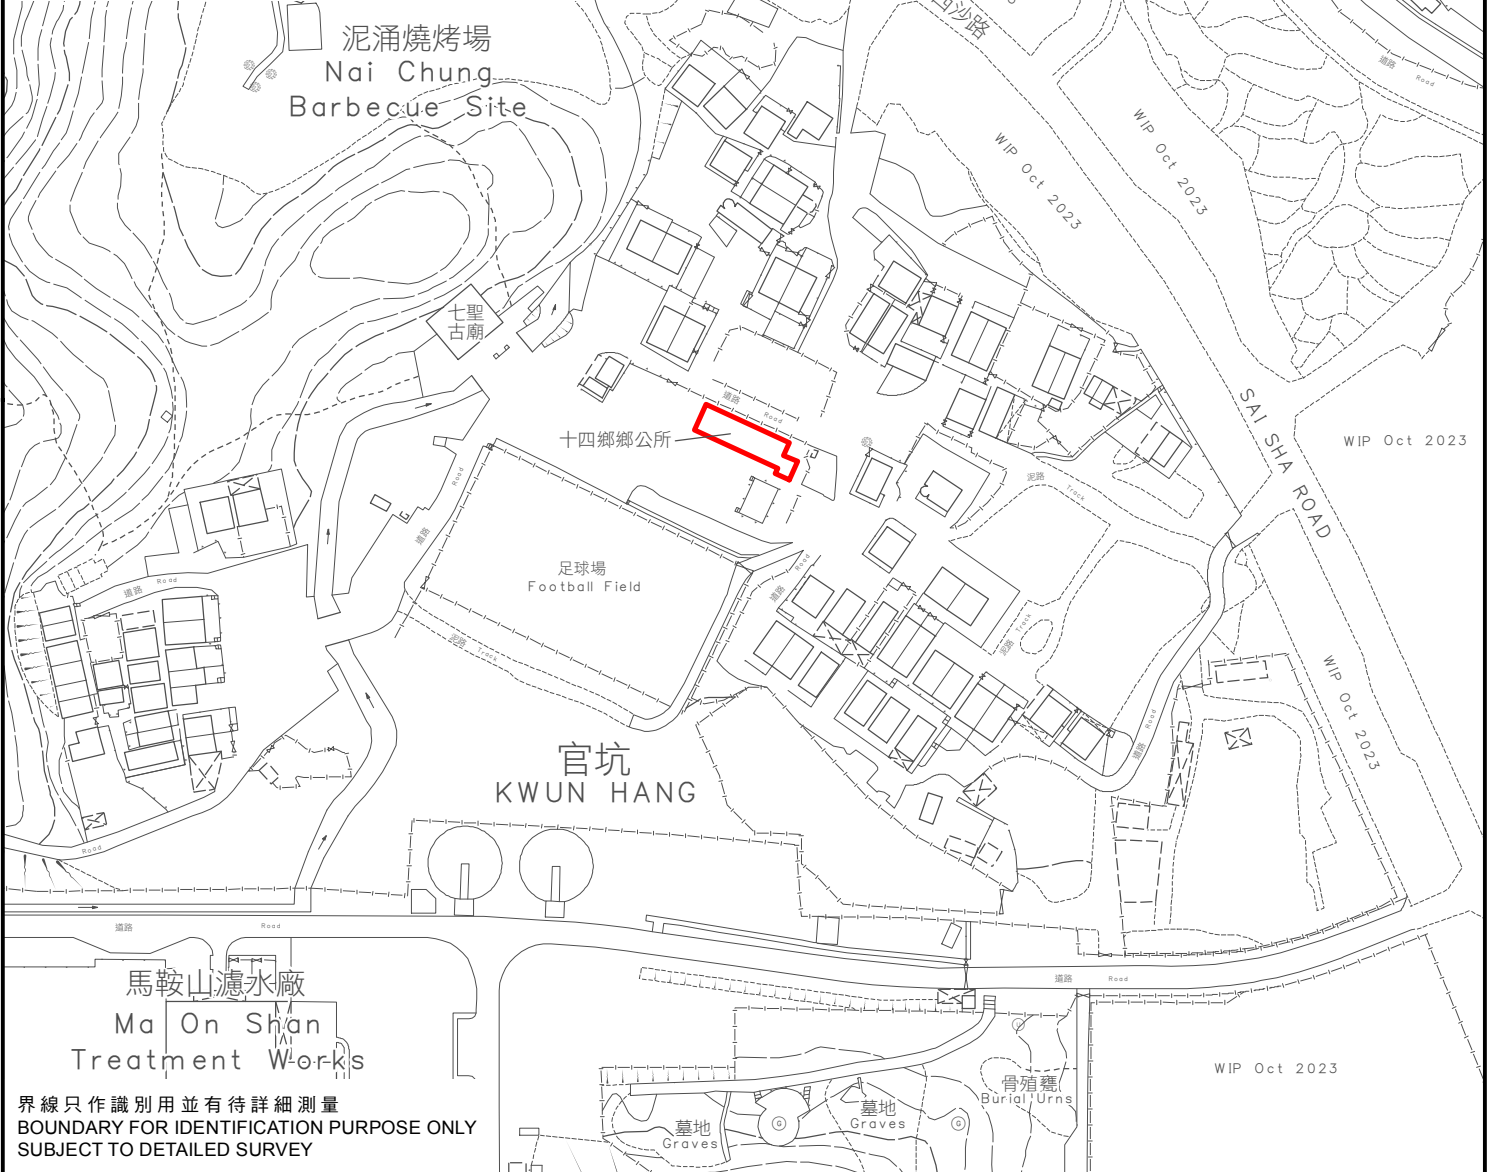 泥涌燒烤場
Nai Chung
Barbecue Site
西沙路
道路 Road
WIP Oct 2023
WIP Oct 2023
七聖
古廟
道路 Road
十四鄉鄉公所
SAI SHA ROAD
WIP Oct 2023
道路 Road
泥路 Track
足球場
Football Field
道路 Road
道路 Road
泥路 Track
泥路 Track
WIP Oct 2023
道路 Road
官坑
KWUN HANG
Road
道路 Road
道路 Road
馬鞍山濾水廠
Ma On Shan
Treatment Works
WIP Oct 2023
骨殖甕
Burial Urns
墓地
Graves
墓地
Graves
G
G
界線只作識別用並有待詳細測量
BOUNDARY FOR IDENTIFICATION PURPOSE ONLY
SUBJECT TO DETAILED SURVEY